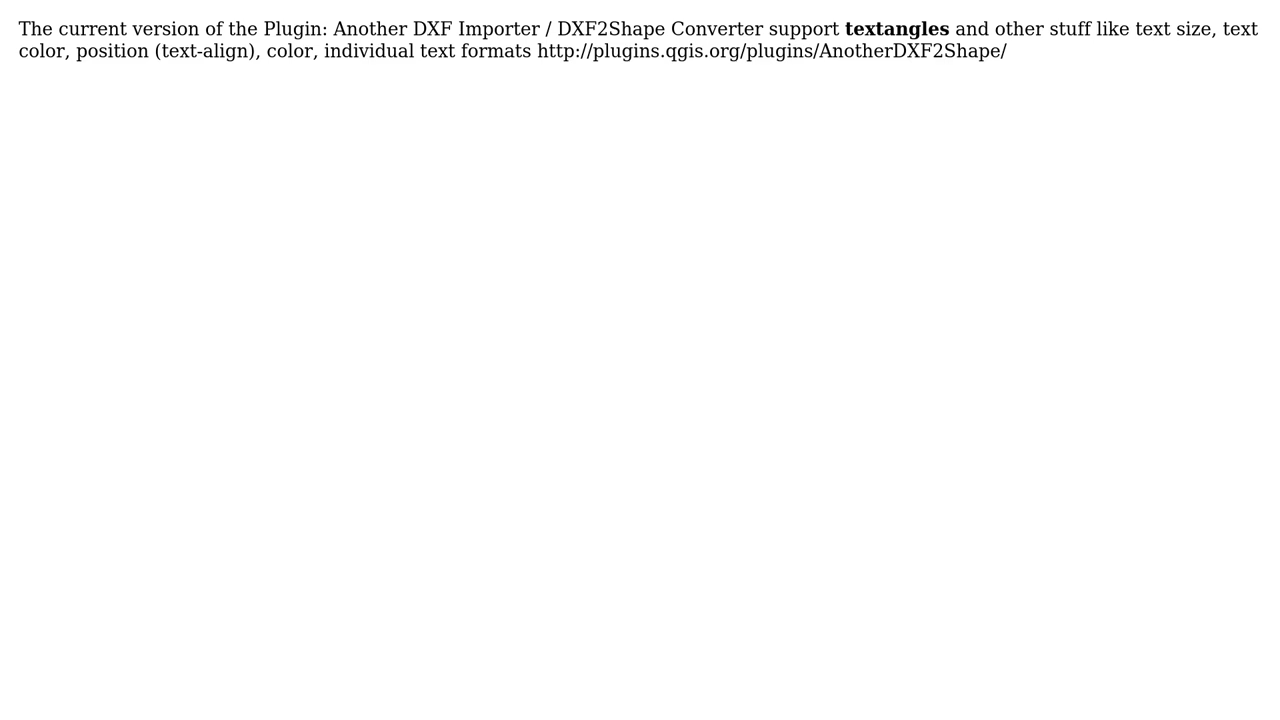 The current version of the Plugin: Another DXF Importer / DXF2Shape Converter support textangles and other stuff like text size, text
color, position (text-align), color, individual text formats http://plugins.qgis.org/plugins/AnotherDXF2Shape/